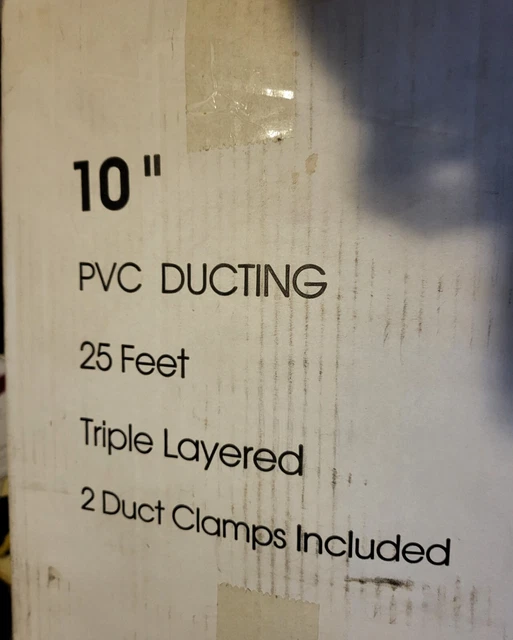 10"
PVC DUCTING
25 Feet
Triple Layered
2 Duct Clamps Included